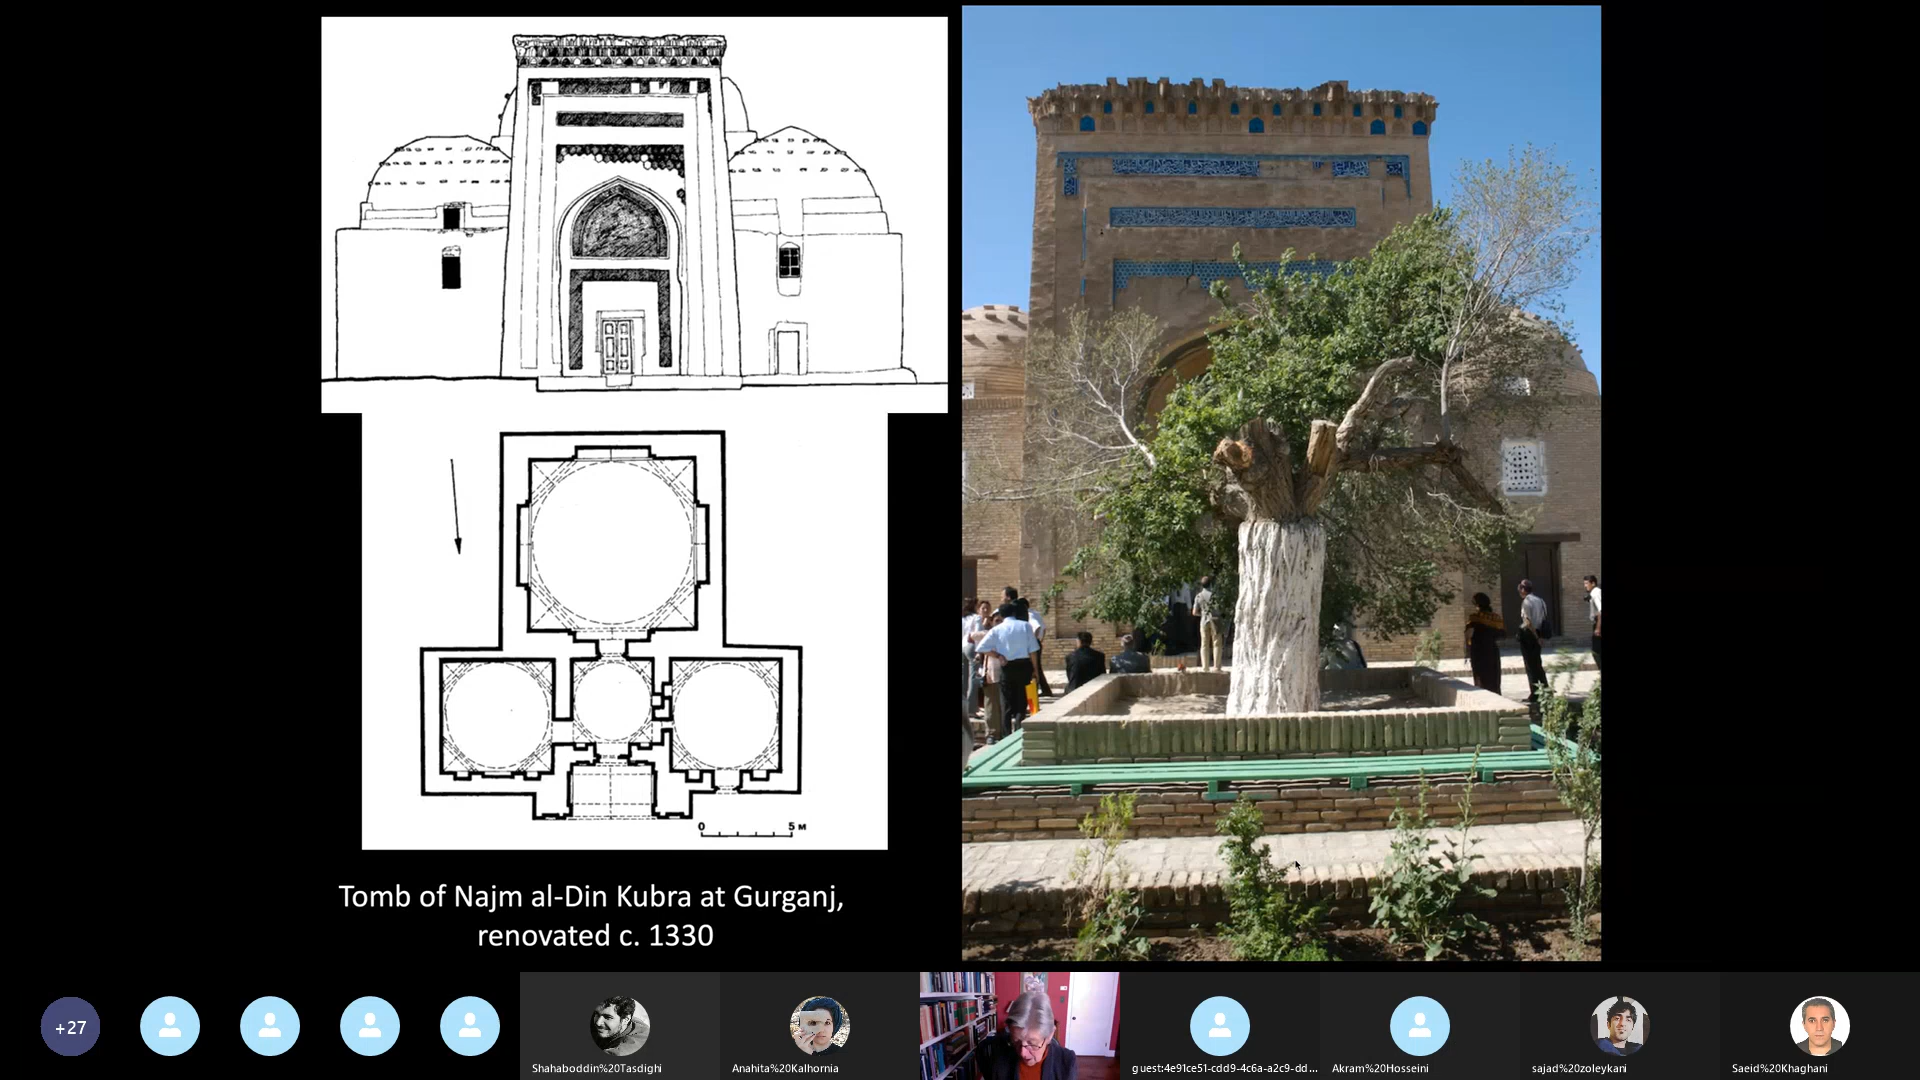 0 5 м
Tomb of Najm al-Din Kubra at Gurganj,
renovated c. 1330
+27
Shahaboddin%20Tasdighi
Anahita%20Kalhornia
guest:4e91ce51-cdd9-4c6a-a2c9-dd...
Akram%20Hosseini
sajad%20zoleykani
Saeid%20Khaghani